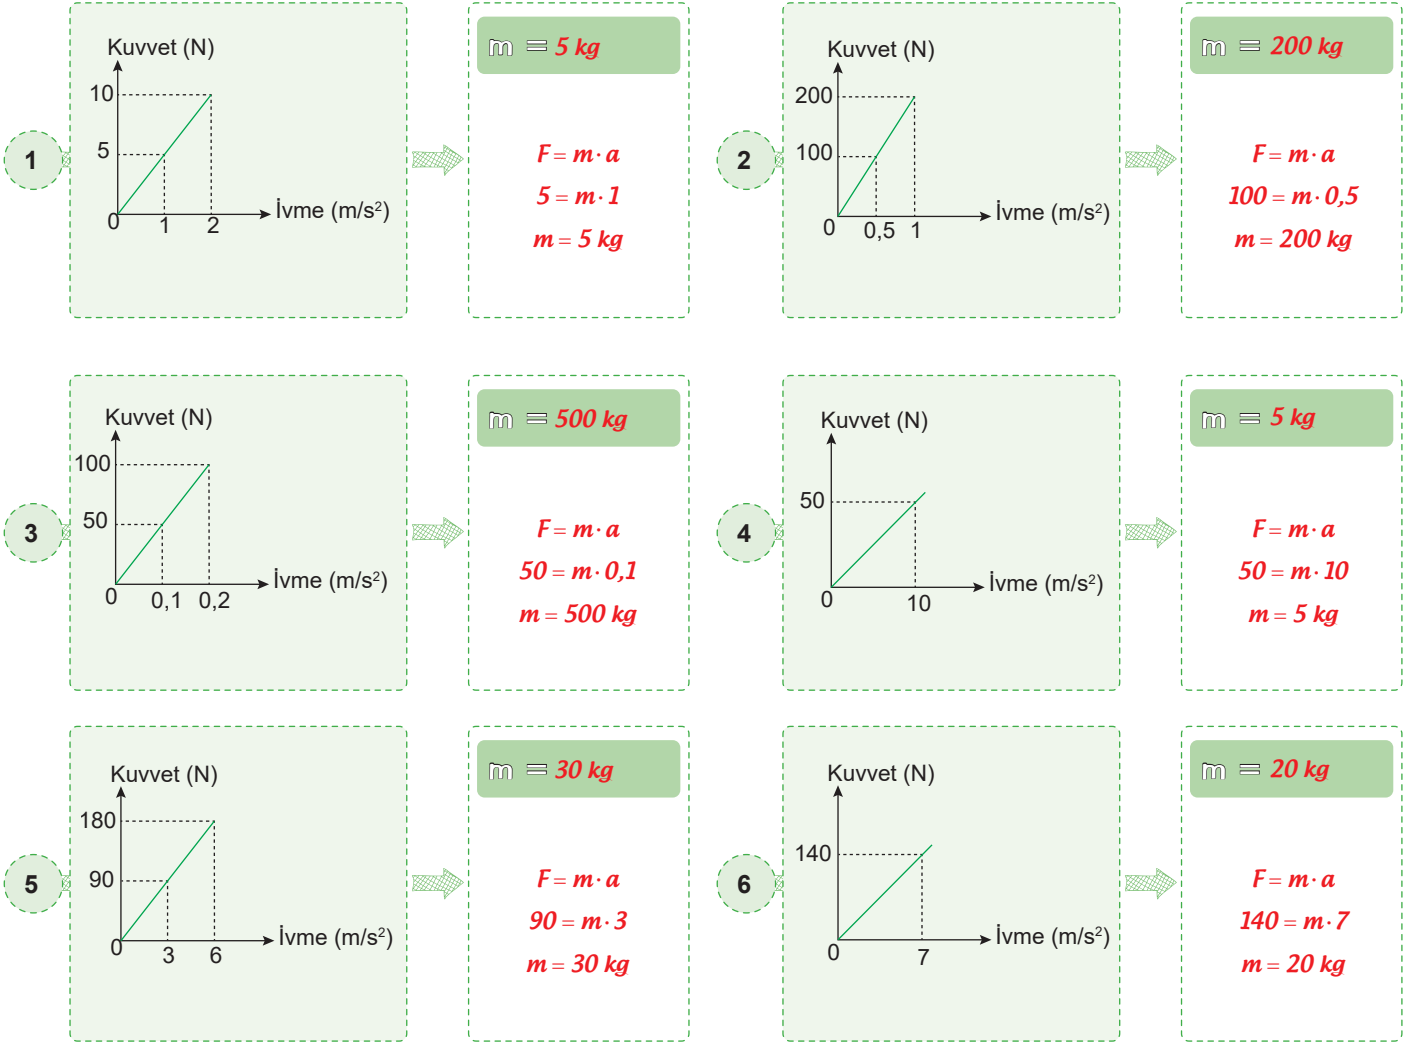 1
Kuvvet (N)
10
5
0
1
2
İvme (m/s²)
m = 5 kg
F = m · a
5 = m · 1
m = 5 kg
2
Kuvvet (N)
200
100
0
0,5
1
İvme (m/s²)
m = 200 kg
F = m · a
100 = m · 0,5
m = 200 kg
3
Kuvvet (N)
100
50
0
0,1
0,2
İvme (m/s²)
m = 500 kg
F = m · a
50 = m · 0,1
m = 500 kg
4
Kuvvet (N)
50
0
10
İvme (m/s²)
m = 5 kg
F = m · a
50 = m · 10
m = 5 kg
5
Kuvvet (N)
180
90
0
3
6
İvme (m/s²)
m = 30 kg
F = m · a
90 = m · 3
m = 30 kg
6
Kuvvet (N)
140
0
7
İvme (m/s²)
m = 20 kg
F = m · a
140 = m · 7
m = 20 kg